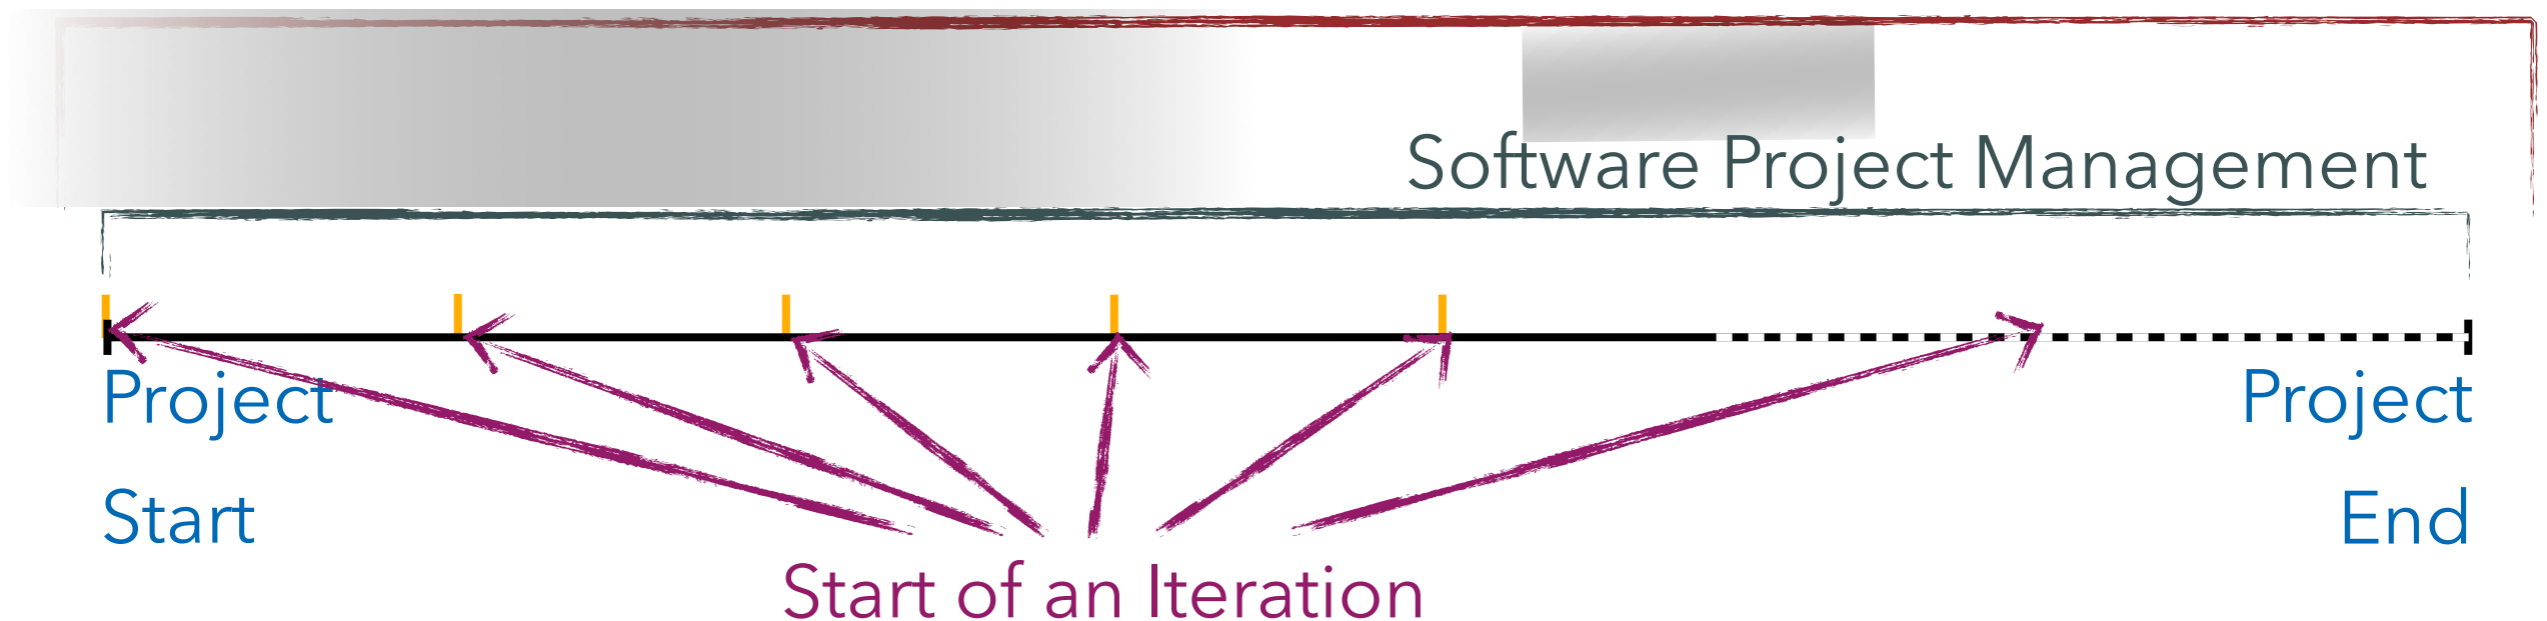 Software Project Management
Project
Start
Project
End
Start of an Iteration